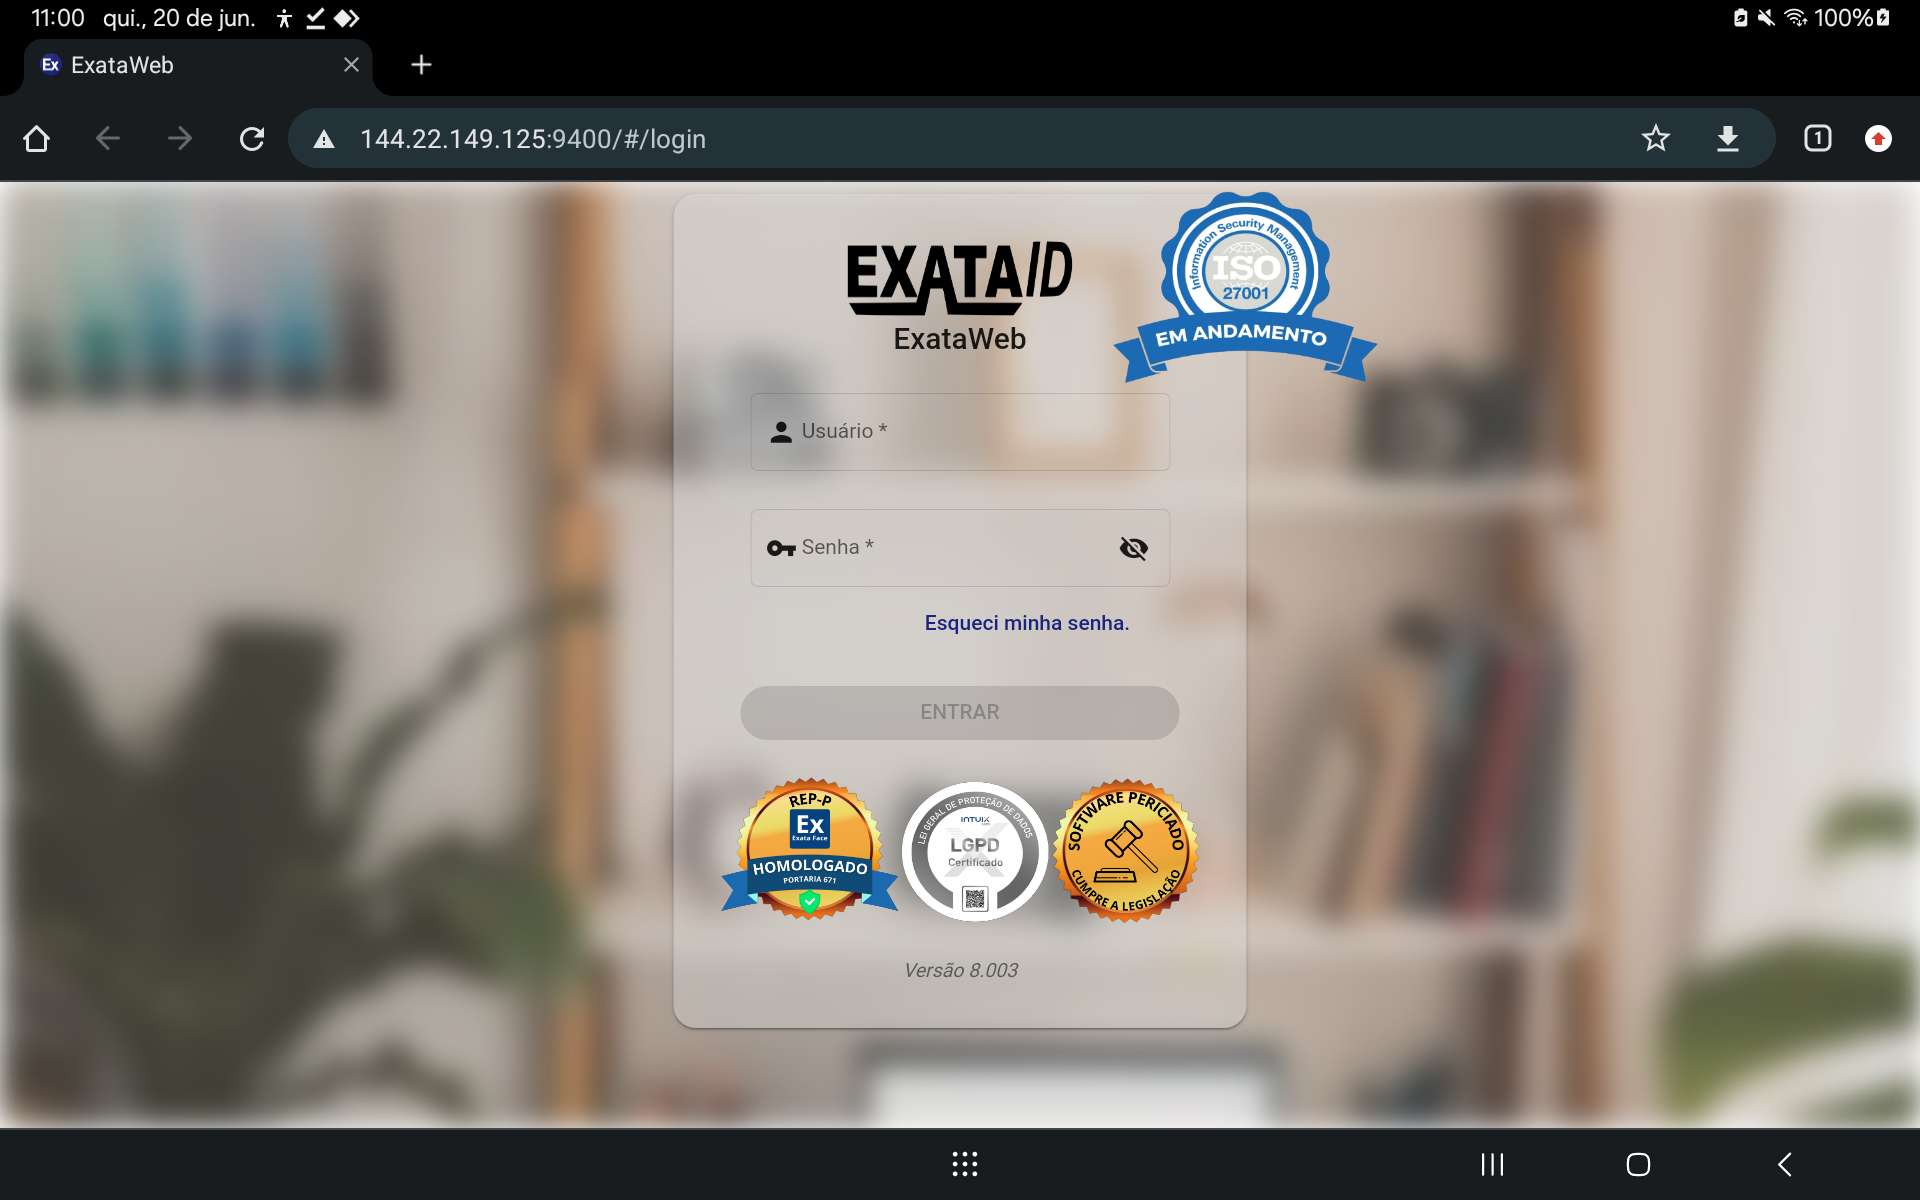 11:00 qui., 20 de jun. 100%
Ex ExataWeb
144.22.149.125:9400/#/login 1
EXATAID
ExataWeb
Information Security Management
ISO
27001
EM ANDAMENTO
Usuário *
Senha *
Esqueci minha senha.
ENTRAR
REP-P
Ex
Exata Face
HOMOLOGADO
PORTARIA 671
LEI GERAL DE PROTEÇÃO DE DADOS
INTUIX
LGPD
Certificado
SOFTWARE PERICIADO
CUMPRE A LEGISLAÇÃO
Versão 8.003